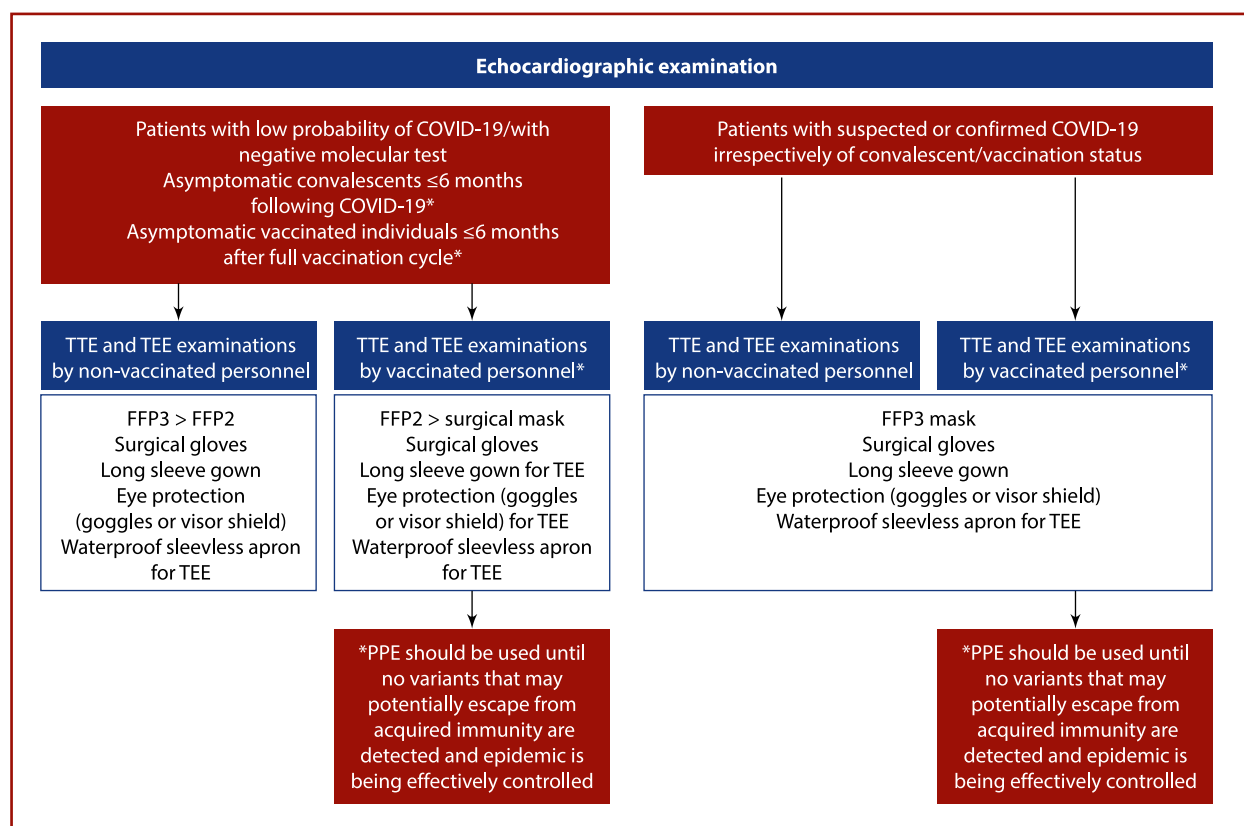 Echocardiographic examination
Patients with low probability of COVID-19/with
negative molecular test
Asymptomatic convalescents ≤6 months
following COVID-19*
Asymptomatic vaccinated individuals ≤6 months
after full vaccination cycle*
Patients with suspected or confirmed COVID-19
irrespectively of convalescent/vaccination status
TTE and TEE examinations
by non-vaccinated personnel
TTE and TEE examinations
by vaccinated personnel*
TTE and TEE examinations
by non-vaccinated personnel
TTE and TEE examinations
by vaccinated personnel*
FFP3 > FFP2
Surgical gloves
Long sleeve gown
Eye protection
(goggles or visor shield)
Waterproof sleevless apron
for TEE
FFP2 > surgical mask
Surgical gloves
Long sleeve gown for TEE
Eye protection (goggles
or visor shield) for TEE
Waterproof sleevless apron
for TEE
FFP3 mask
Surgical gloves
Long sleeve gown
Eye protection (goggles or visor shield)
Waterproof sleevless apron for TEE
*PPE should be used until
no variants that may
potentially escape from
acquired immunity are
detected and epidemic is
being effectively controlled
*PPE should be used until
no variants that may
potentially escape from
acquired immunity are
detected and epidemic is
being effectively controlled